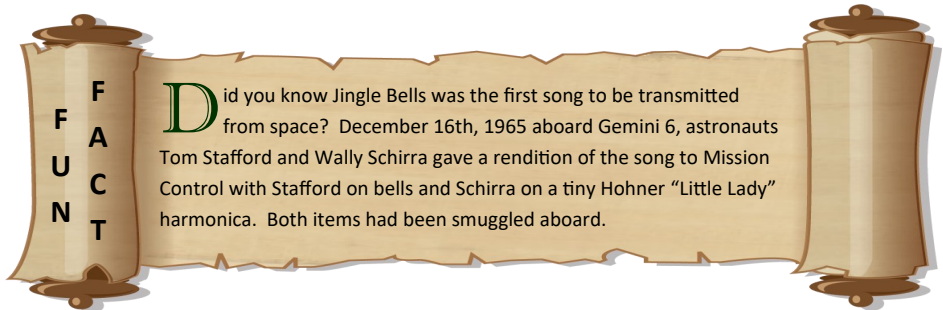 FUN
FACT
Did you know Jingle Bells was the first song to be transmitted
from space? December 16th, 1965 aboard Gemini 6, astronauts
Tom Stafford and Wally Schirra gave a rendition of the song to Mission
Control with Stafford on bells and Schirra on a tiny Hohner “Little Lady”
harmonica. Both items had been smuggled aboard.